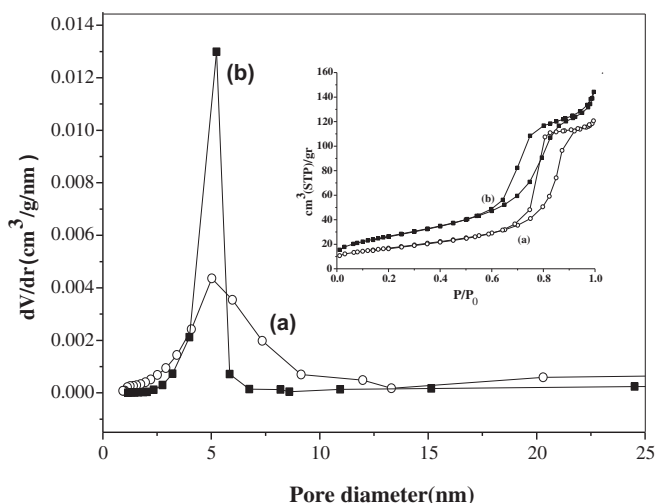 0.014
0.012
0.010
0.008
0.006
0.004
0.002
0.000
dV/dr(cm³/g/nm)
(b)
(a)
160
140
120
100
80
60
40
20
0
cm³(STP)/gr
(b)
(a)
0.0 0.2 0.4 0.6 0.8 1.0
P/P₀
0 5 10 15 20 25
Pore diameter(nm)